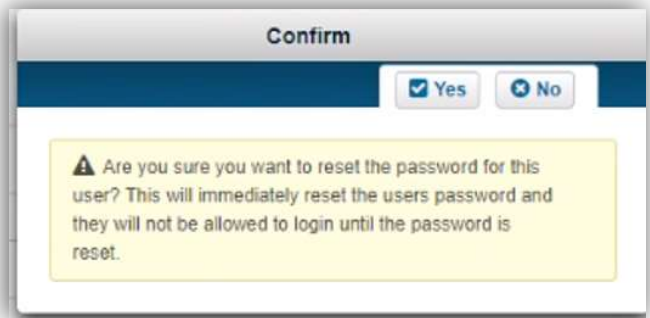 Confirm
Yes No
Are you sure you want to reset the password for this
user? This will immediately reset the users password and
they will not be allowed to login until the password is
reset.